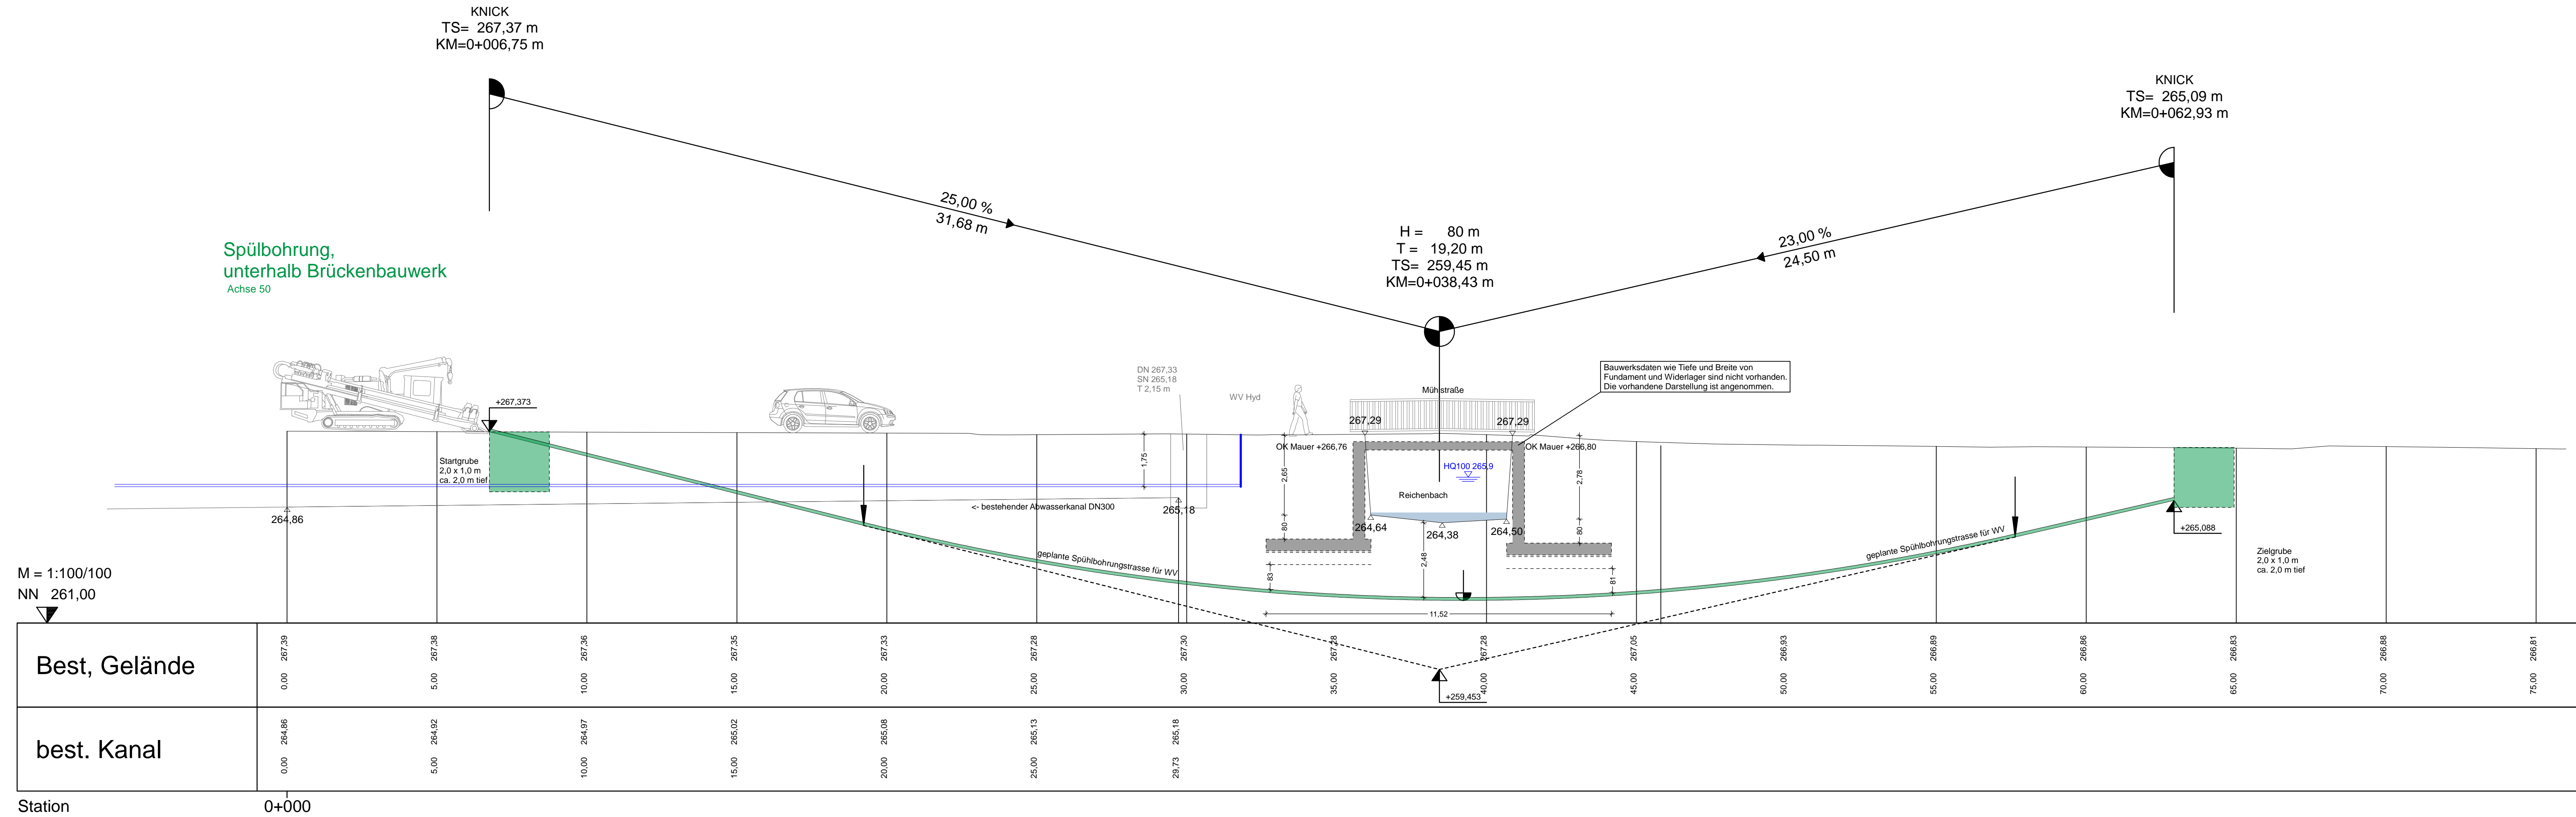 KNICK
TS= 267,37 m
KM=0+006,75 m
KNICK
TS= 265,09 m
KM=0+062,93 m
25,00 %
31,68 m
H = 80 m
T = 19,20 m
TS= 259,45 m
KM=0+038,43 m
23,00 %
24,50 m
Spülbohrung,
unterhalb Brückenbauwerk
Achse 50
+267,373
DN 267,33
SN 265,18
T 2,15 m
WV Hyd
Mühlstraße
Bauwerksdaten wie Tiefe und Breite von
Fundament und Widerlager sind nicht vorhanden.
Die vorhandene Darstellung ist angenommen.
267,29
267,29
OK Mauer +266,76
OK Mauer +266,80
Startgrube
2,0 x 1,0 m
ca. 2,0 m tief
1,75
2,65
2,78
HQ100 265,9
Reichenbach
264,86
<- bestehender Abwasserkanal DN300
265,18
80
80
264,64
264,38
264,50
+265,088
geplante Spühlbohrungstrasse für WV
geplante Spühlbohrungstrasse für WV
2,48
83
81
11,52
Zielgrube
2,0 x 1,0 m
ca. 2,0 m tief
M = 1:100/100
NN 261,00
Best, Gelände
267,39 267,38 267,36 267,35 267,33 267,28 267,30 267,28 267,28 267,05 266,93 266,89 266,86 266,83 266,88 266,81
0,00 5,00 10,00 15,00 20,00 25,00 30,00 35,00 40,00 45,00 50,00 55,00 60,00 65,00 70,00 75,00
+259,453
best. Kanal
264,86 264,92 264,97 265,02 265,08 265,13 265,18
0,00 5,00 10,00 15,00 20,00 25,00 29,73
Station 0+000